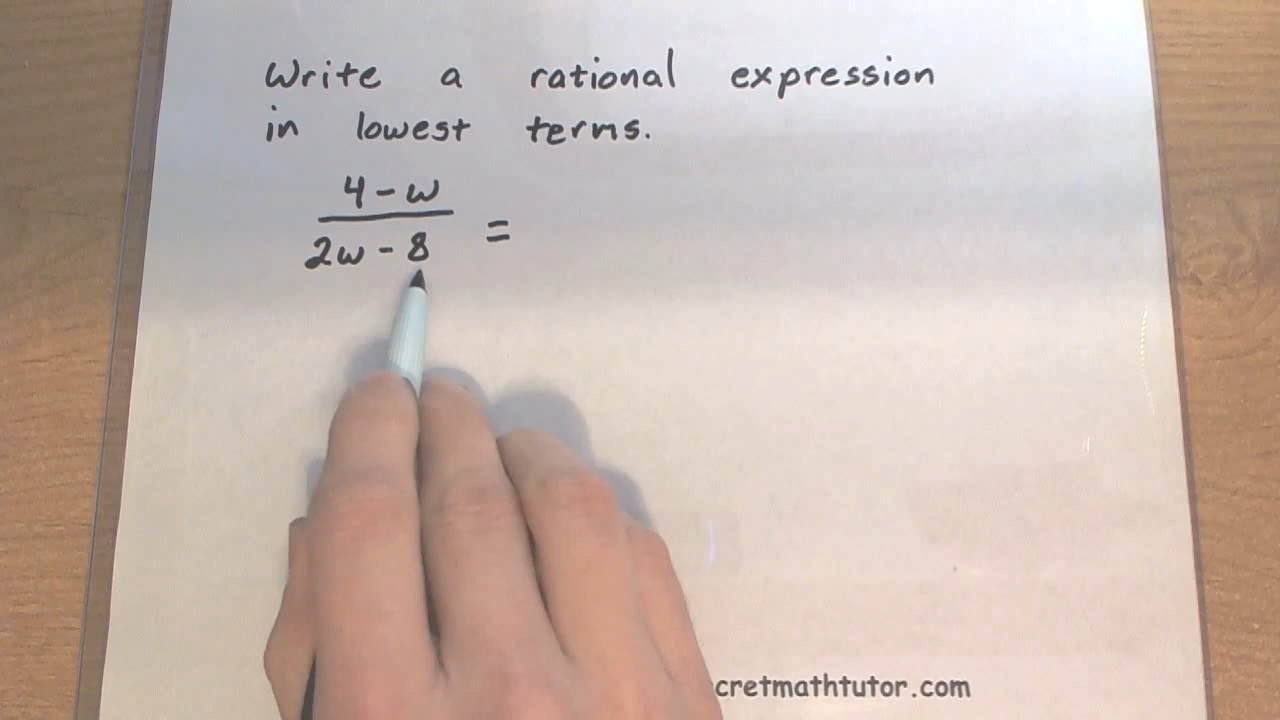 Write a rational expression
in lowest terms.
4 - w
2w - 8
=
cretmathtutor.com